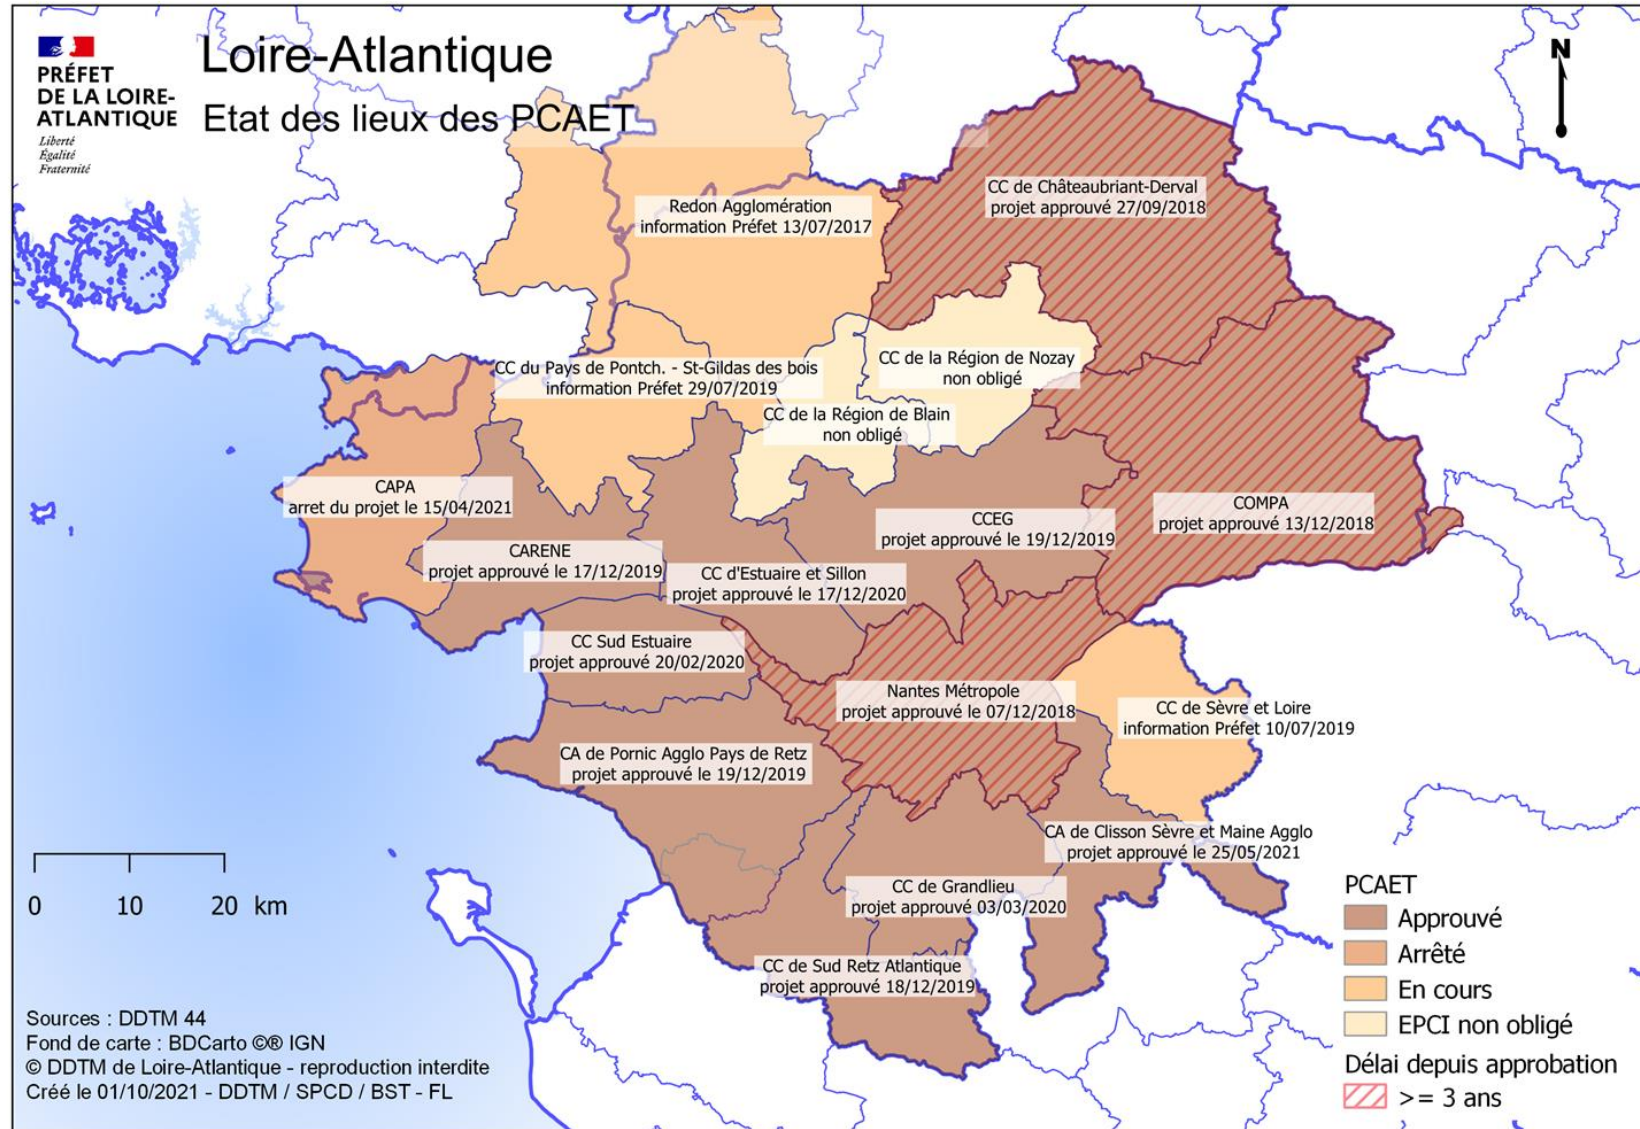 PRÉFET
DE LA LOIRE-
ATLANTIQUE
Liberté
Égalité
Fraternité
Loire-Atlantique
Etat des lieux des PCAET
N
CC de Châteaubriant-Derval
projet approuvé 27/09/2018
Redon Agglomération
information Préfet 13/07/2017
CC de la Région de Nozay
non obligé
CC du Pays de Pontch. - St-Gildas des bois
information Préfet 29/07/2019
CC de la Région de Blain
non obligé
CAPA
arret du projet le 15/04/2021
COMPA
projet approuvé 13/12/2018
CCEG
projet approuvé le 19/12/2019
CARENE
projet approuvé le 17/12/2019
CC d'Estuaire et Sillon
projet approuvé le 17/12/2020
CC Sud Estuaire
projet approuvé 20/02/2020
Nantes Métropole
projet approuvé le 07/12/2018
CC de Sèvre et Loire
information Préfet 10/07/2019
CA de Pornic Agglo Pays de Retz
projet approuvé le 19/12/2019
CA de Clisson Sèvre et Maine Agglo
projet approuvé le 25/05/2021
CC de Grandlieu
projet approuvé 03/03/2020
CC de Sud Retz Atlantique
projet approuvé 18/12/2019
0 10 20 km
Sources : DDTM 44
Fond de carte : BDCarto ©® IGN
© DDTM de Loire-Atlantique - reproduction interdite
Créé le 01/10/2021 - DDTM / SPCD / BST - FL
PCAET
Approuvé
Arrêté
En cours
EPCI non obligé
Délai depuis approbation
>= 3 ans